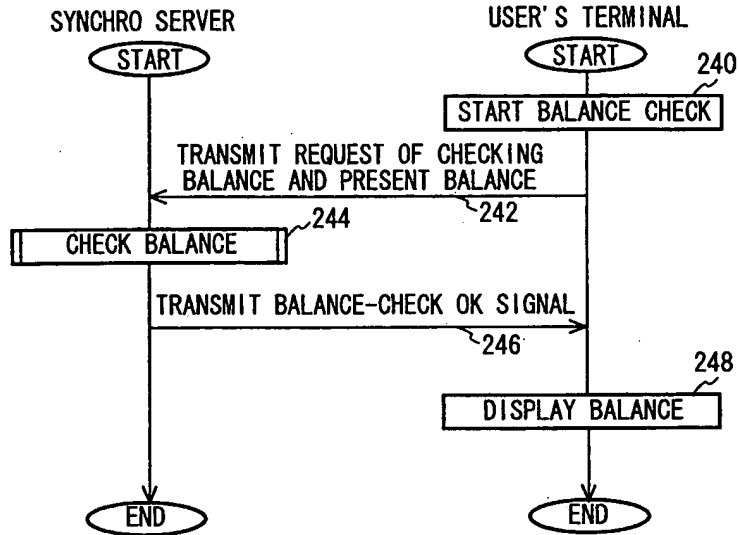 SYNCHRO SERVER
USER'S TERMINAL
START
START
240
START BALANCE CHECK
TRANSMIT REQUEST OF CHECKING
BALANCE AND PRESENT BALANCE
242
244
CHECK BALANCE
TRANSMIT BALANCE-CHECK OK SIGNAL
246
248
DISPLAY BALANCE
END
END